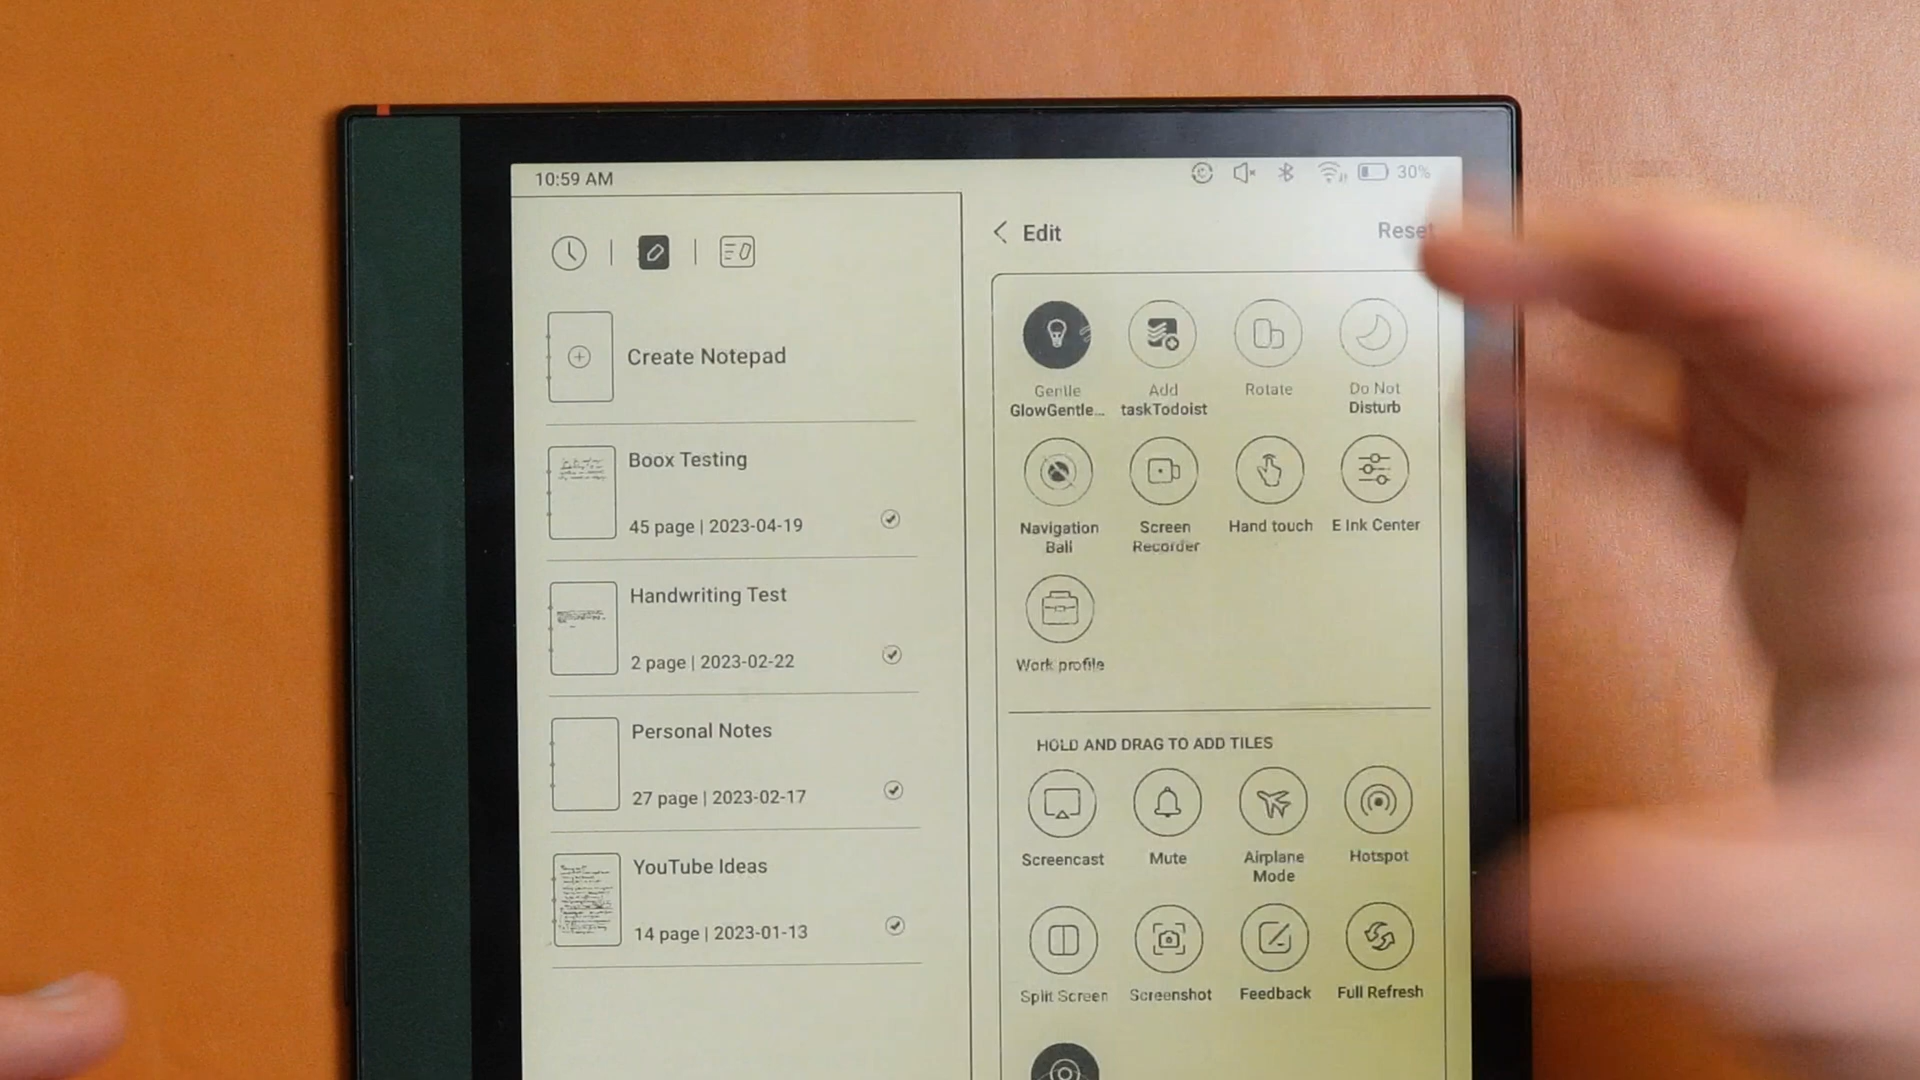 10:59 AM
30%
Create Notepad
Boox Testing
45 page | 2023-04-19
Handwriting Test
2 page | 2023-02-22
Personal Notes
27 page | 2023-02-17
YouTube Ideas
14 page | 2023-01-13
Edit
Reset
Gentle
GlowGentle...
Add
taskTodoist
Rotate
Do Not
Disturb
Navigation
Ball
Screen
Recorder
Hand touch
E Ink Center
Work profile
HOLD AND DRAG TO ADD TILES
Screencast
Mute
Airplane
Mode
Hotspot
Split Screen
Screenshot
Feedback
Full Refresh